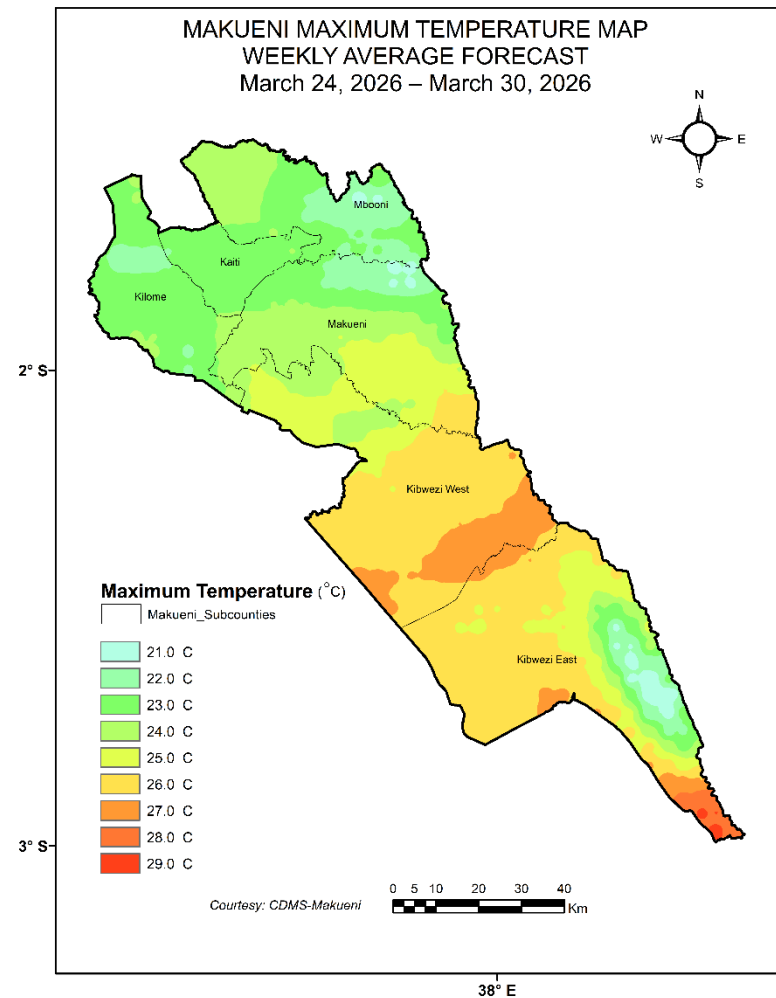 MAKUENI MAXIMUM TEMPERATURE MAP
WEEKLY AVERAGE FORECAST
March 24, 2026 – March 30, 2026
N
W E
S
Mbooni
Kaiti
Kilome
Makueni
2° S
Kibwezi West
Kibwezi East
Maximum Temperature (°C)
Makueni_Subcounties
21.0 C
22.0 C
23.0 C
24.0 C
25.0 C
26.0 C
27.0 C
28.0 C
29.0 C
3° S
Courtesy: CDMS-Makueni
0 5 10 20 30 40
Km
38° E